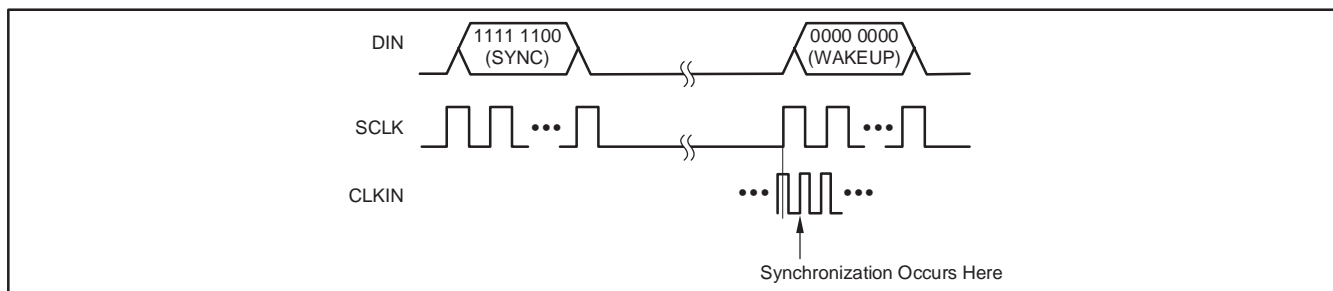 DIN
1111 1100
(SYNC)
0000 0000
(WAKEUP)
SCLK
•••
•••
CLKIN
•••
•••
Synchronization Occurs Here